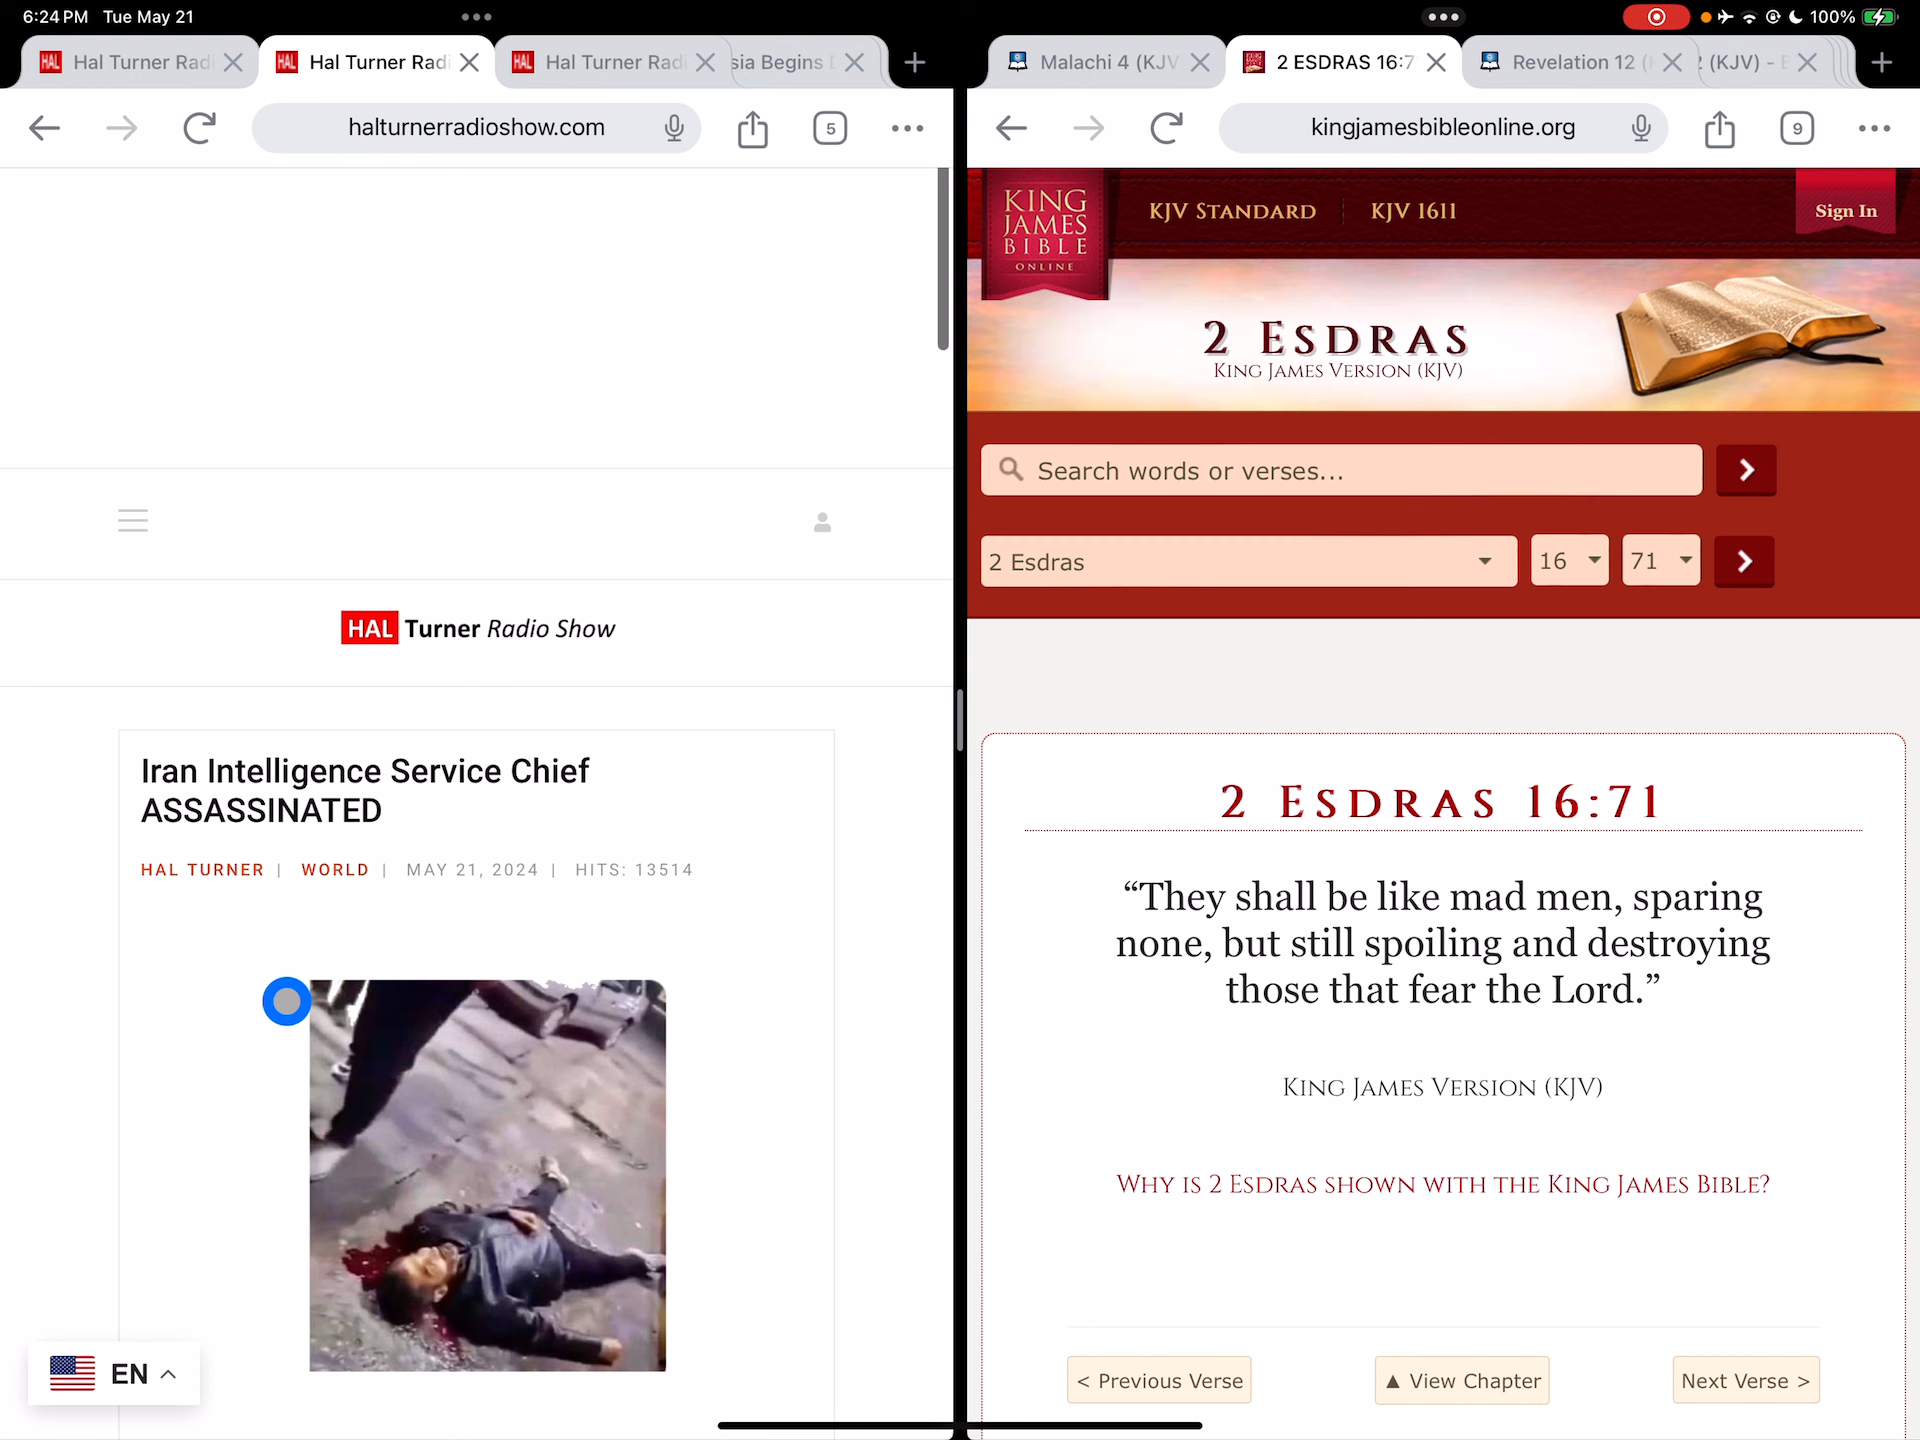 6:24 PM Tue May 21
100%
Hal Turner Radi
Hal Turner Radi
Hal Turner Radi
sia Begins
halturnerradioshow.com
5
HAL Turner Radio Show
Iran Intelligence Service Chief
ASSASSINATED
HAL TURNER | WORLD | MAY 21, 2024 | HITS: 13514
EN
Malachi 4 (KJV
2 ESDRAS 16:7
Revelation 12 (
(KJV) -
kingjamesbibleonline.org
9
KING
JAMES
BIBLE
ONLINE
KJV STANDARD
KJV 1611
Sign In
2 ESDRAS
KING JAMES VERSION (KJV)
Search words or verses...
2 Esdras
16
71
2 ESDRAS 16:71
“They shall be like mad men, sparing
none, but still spoiling and destroying
those that fear the Lord.”
KING JAMES VERSION (KJV)
WHY IS 2 ESDRAS SHOWN WITH THE KING JAMES BIBLE?
< Previous Verse
▲ View Chapter
Next Verse >